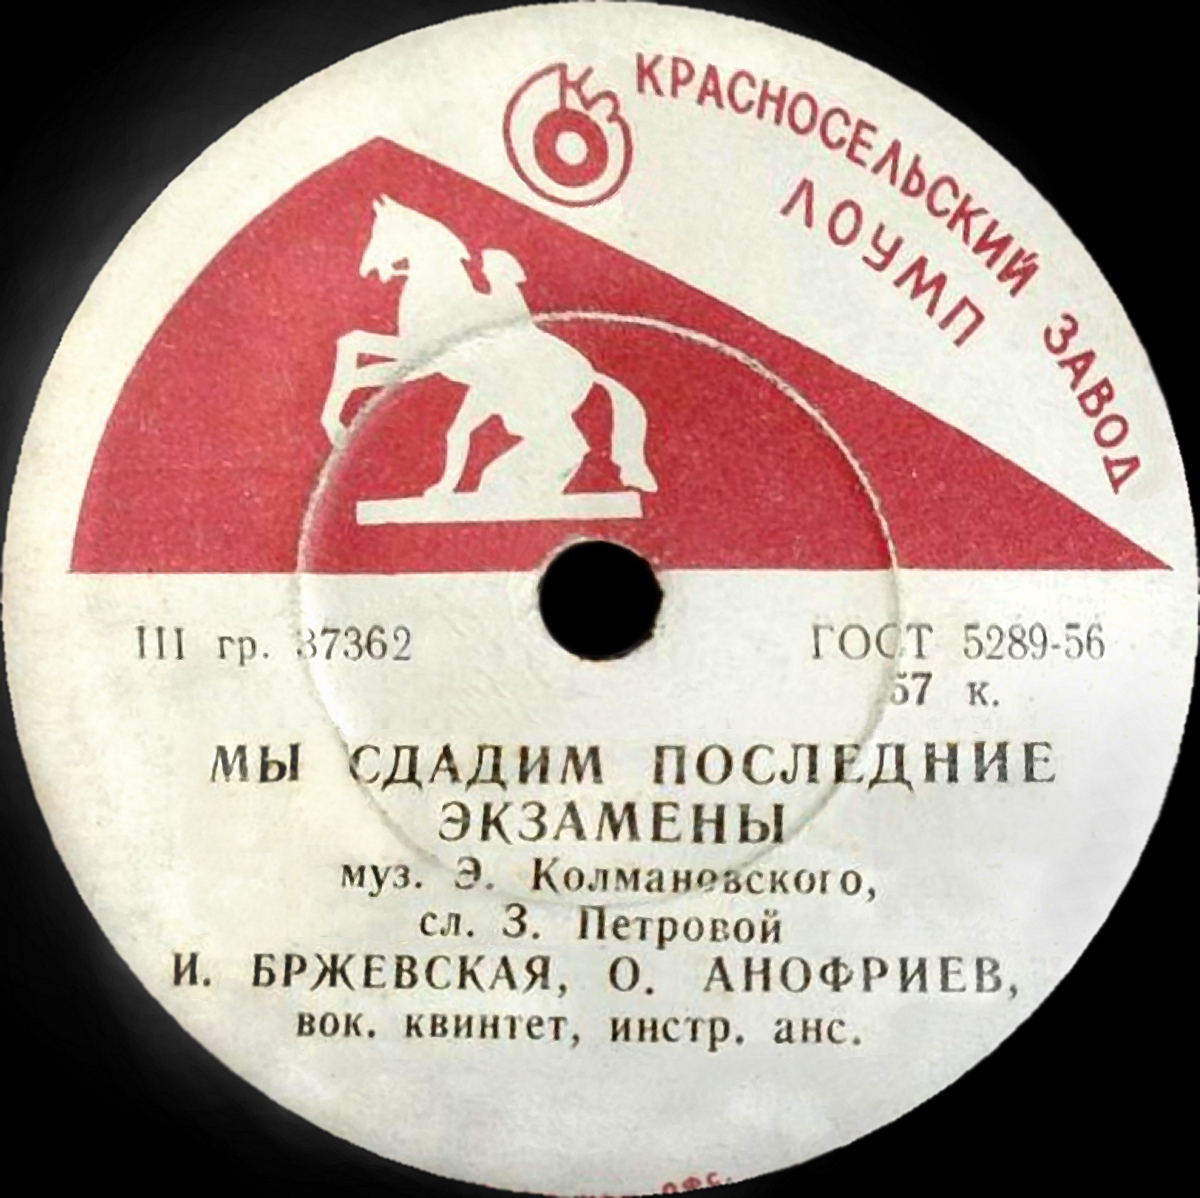 КРАСНОСЕЛЬСКИЙ ЗАВОД
ЛОУМП
III гр. 37362
ГОСТ 5289-56
57 к.
МЫ СДАДИМ ПОСЛЕДНИЕ
ЭКЗАМЕНЫ
муз. Э. Колмановского,
сл. З. Петровой
И. БРЖЕВСКАЯ, О. АНОФРИЕВ,
вок. квинтет, инстр. анс.